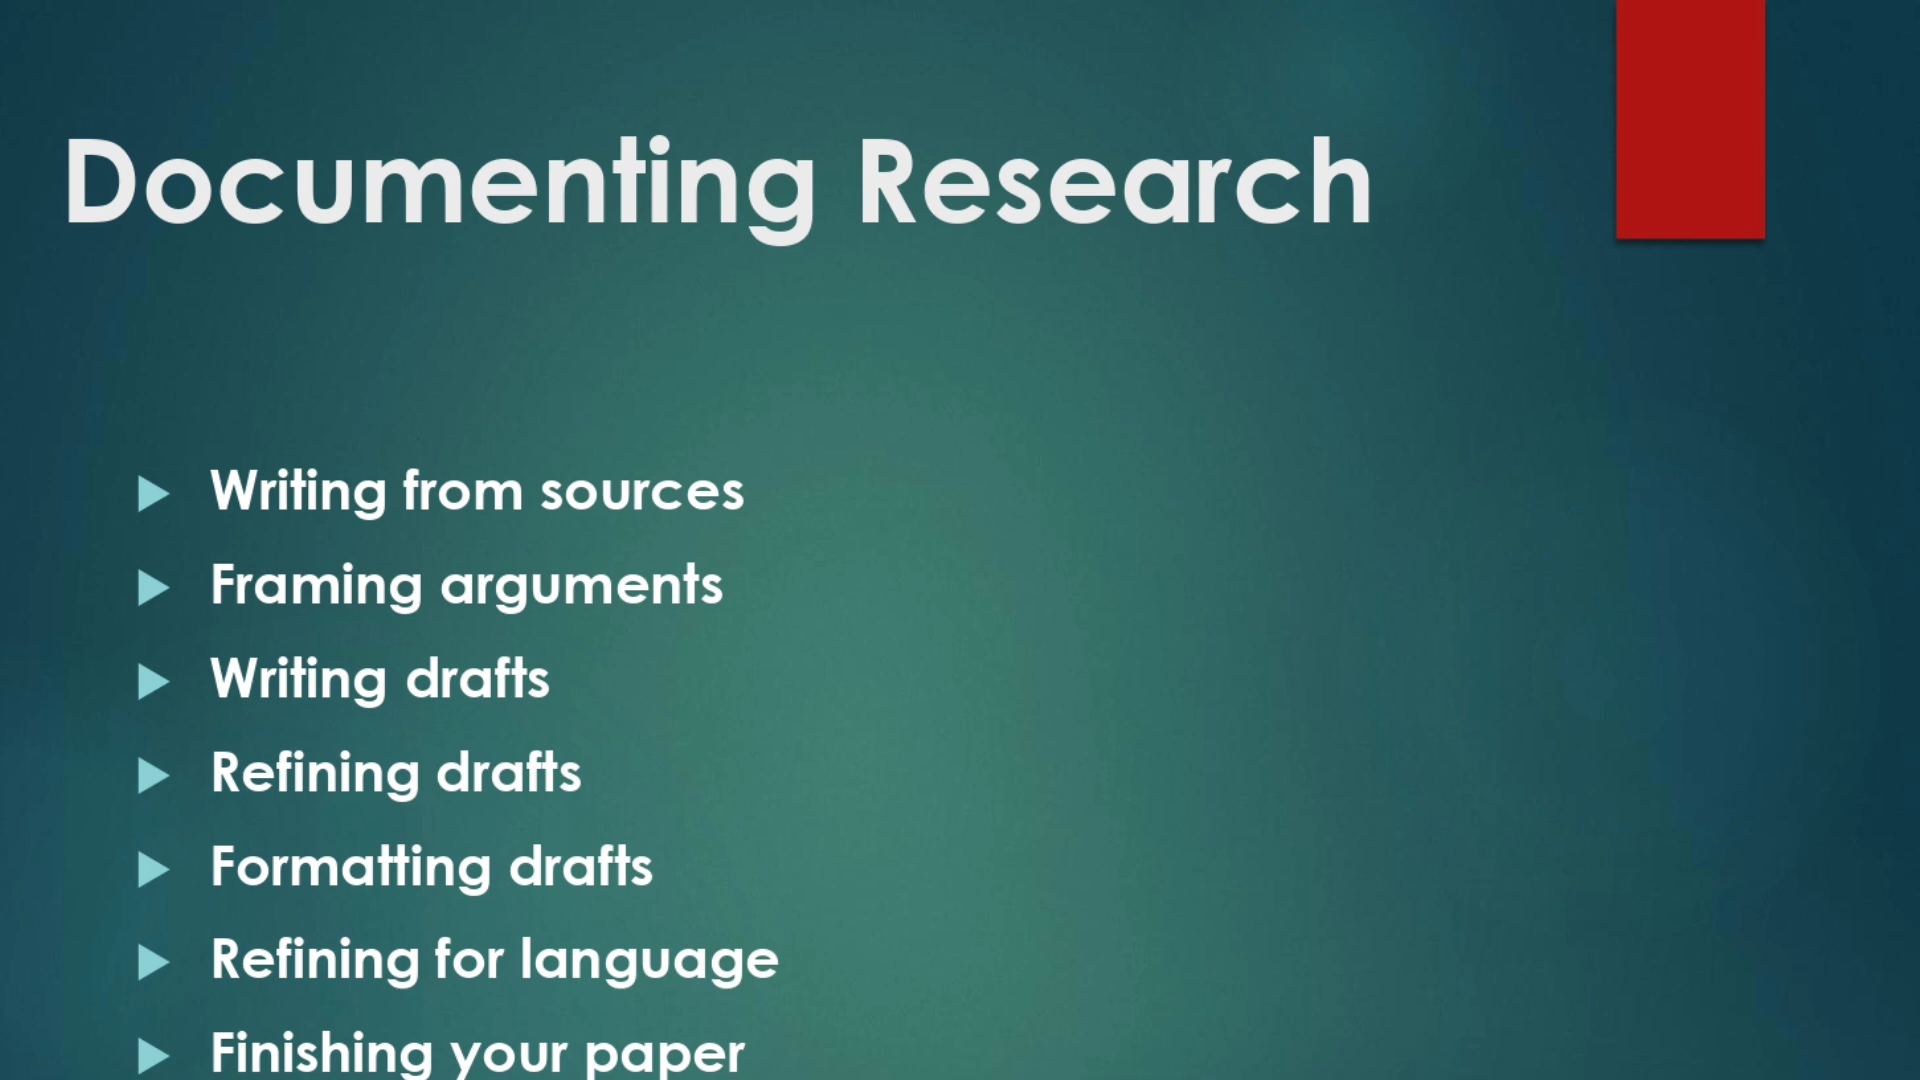 Documenting Research
Writing from sources
Framing arguments
Writing drafts
Refining drafts
Formatting drafts
Refining for language
Finishing your paper